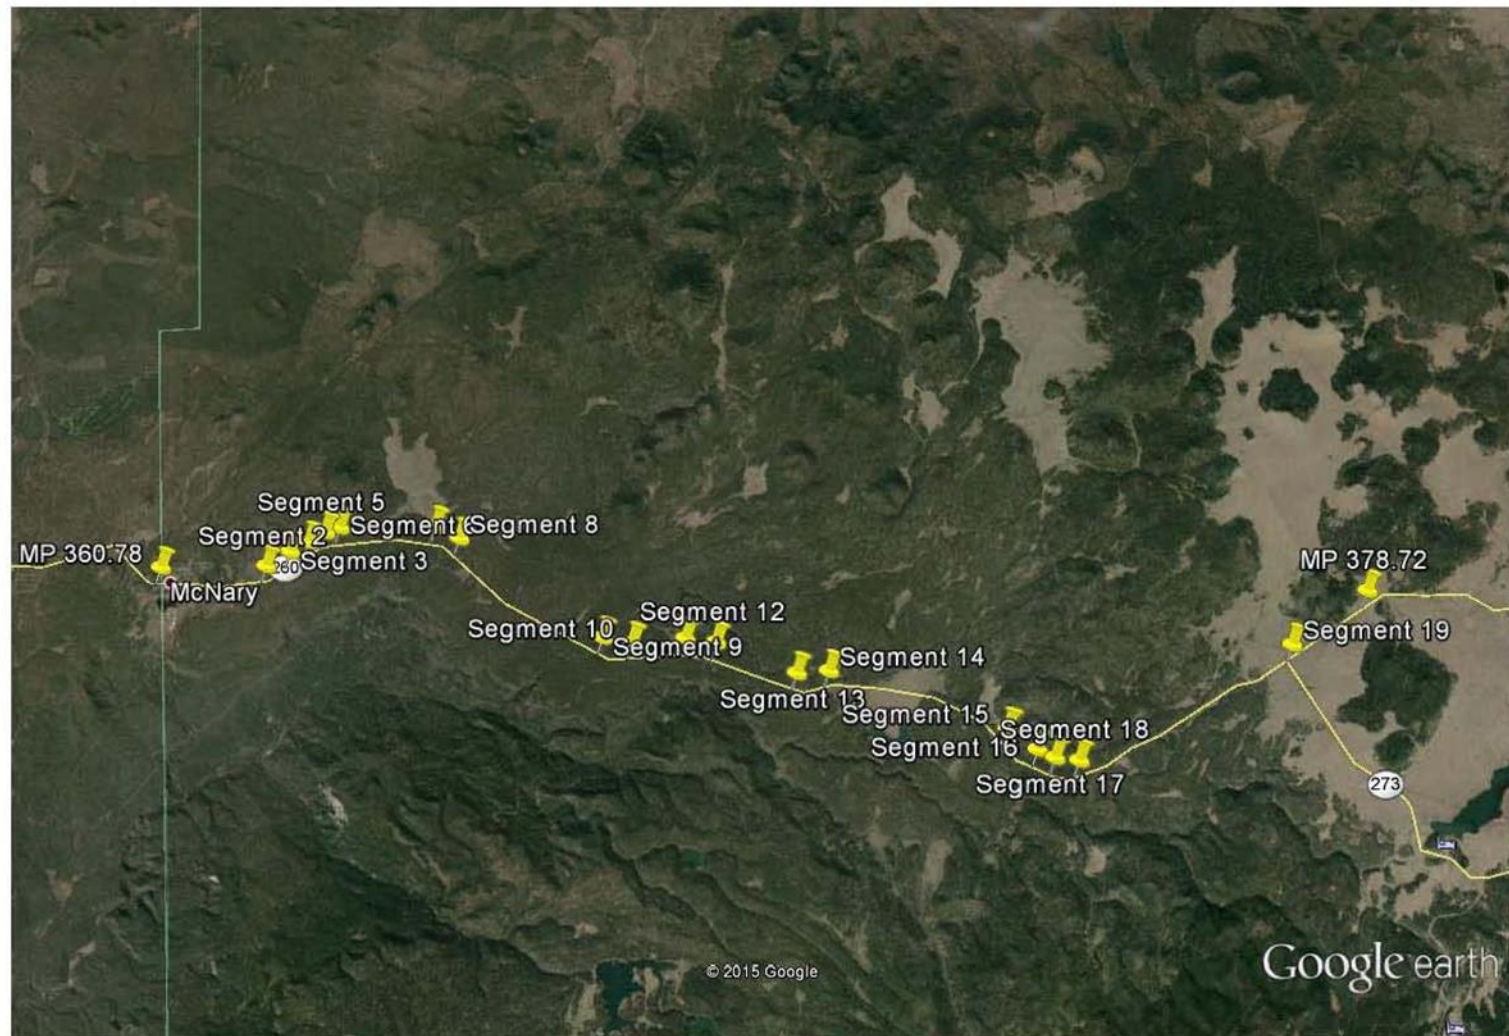 Segment 5
Segment 2
Segment 6
Segment 8
MP 360.78
260
Segment 3
McNary
MP 378.72
Segment 12
Segment 10
Segment 9
Segment 19
Segment 14
Segment 13
Segment 15
Segment 18
Segment 16
Segment 17
273
© 2015 Google
Google earth